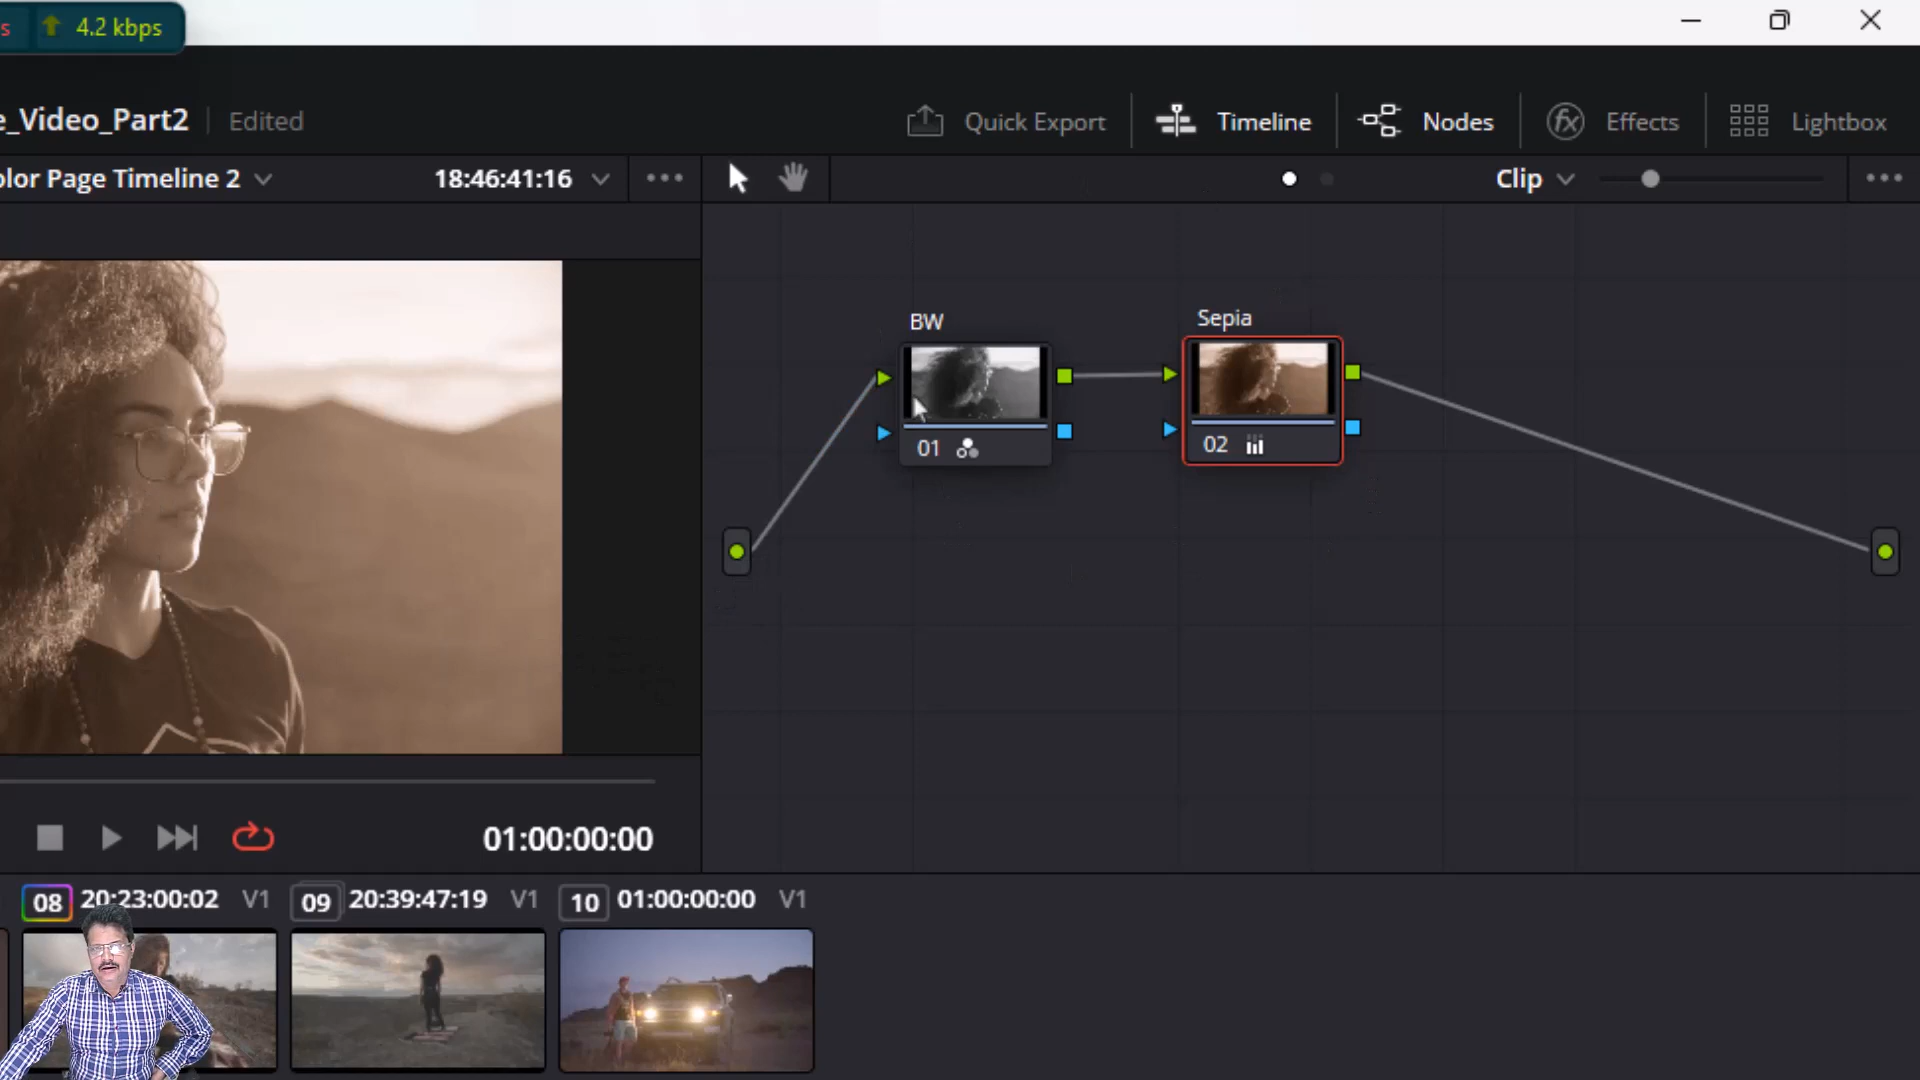 s 4.2 kbps
e_Video_Part2 Edited
Quick Export Timeline Nodes Effects Lightbox
olor Page Timeline 2 18:46:41:16 Clip
BW Sepia
01 02
01:00:00:00
08 20:23:00:02 V1 09 20:39:47:19 V1 10 01:00:00:00 V1